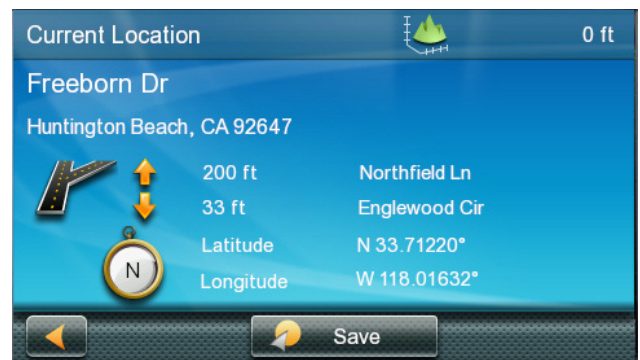 Current Location 0 ft
Freeborn Dr
Huntington Beach, CA 92647
200 ft Northfield Ln
33 ft Englewood Cir
Latitude N 33.71220°
N
Longitude W 118.01632°
Save